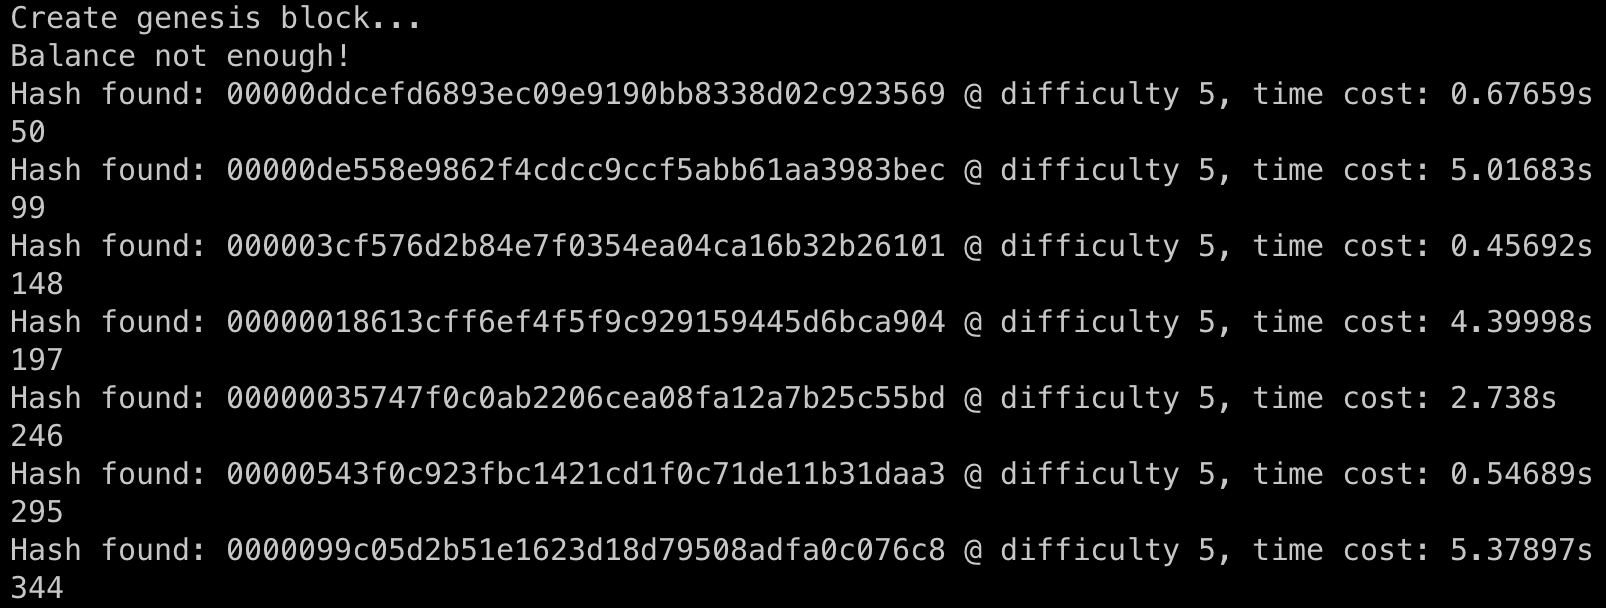 Create genesis block...
Balance not enough!
Hash found: 00000ddcefd6893ec09e9190bb8338d02c923569 @ difficulty 5, time cost: 0.67659s
50
Hash found: 00000de558e9862f4cdcc9ccf5abb61aa3983bec @ difficulty 5, time cost: 5.01683s
99
Hash found: 000003cf576d2b84e7f0354ea04ca16b32b26101 @ difficulty 5, time cost: 0.45692s
148
Hash found: 00000018613cff6ef4f5f9c929159445d6bca904 @ difficulty 5, time cost: 4.39998s
197
Hash found: 00000035747f0c0ab2206cea08fa12a7b25c55bd @ difficulty 5, time cost: 2.738s
246
Hash found: 00000543f0c923fbc1421cd1f0c71de11b31daa3 @ difficulty 5, time cost: 0.54689s
295
Hash found: 0000099c05d2b51e1623d18d79508adfa0c076c8 @ difficulty 5, time cost: 5.37897s
344